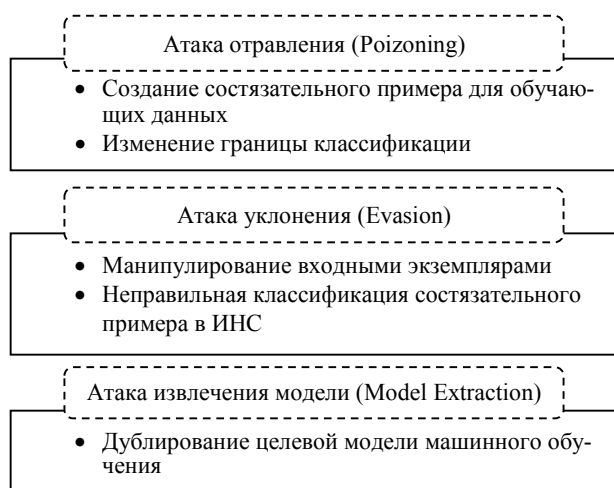 Атака отравления (Poizoning)
• Создание состязательного примера для обучаю-
щих данных
• Изменение границы классификации
Атака уклонения (Evasion)
• Манипулирование входными экземплярами
• Неправильная классификация состязательного
примера в ИНС
Атака извлечения модели (Model Extraction)
• Дублирование целевой модели машинного обу-
чения